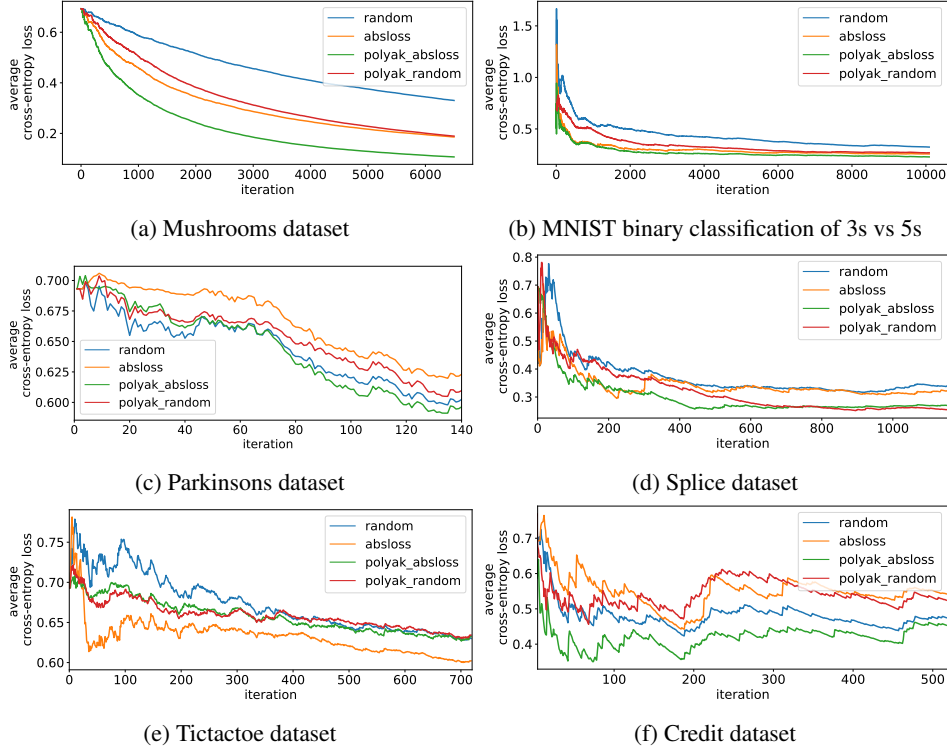 average
cross-entropy loss
0.6
0.4
0.2
random
absloss
polyak_absloss
polyak_random
0 1000 2000 3000 4000 5000 6000
iteration
(a) Mushrooms dataset
average
cross-entropy loss
1.5
1.0
0.5
random
absloss
polyak_absloss
polyak_random
0 2000 4000 6000 8000 10000
iteration
(b) MNIST binary classification of 3s vs 5s
average
cross-entropy loss
0.700
0.675
0.650
0.625
0.600
random
absloss
polyak_absloss
polyak_random
0 20 40 60 80 100 120 140
iteration
(c) Parkinsons dataset
average
cross-entropy loss
0.8
0.7
0.6
0.5
0.4
0.3
random
absloss
polyak_absloss
polyak_random
0 200 400 600 800 1000
iteration
(d) Splice dataset
average
cross-entropy loss
0.75
0.70
0.65
0.60
random
absloss
polyak_absloss
polyak_random
0 100 200 300 400 500 600 700
iteration
(e) Tictactoe dataset
average
cross-entropy loss
0.7
0.6
0.5
0.4
random
absloss
polyak_absloss
polyak_random
100 200 300 400 500
iteration
(f) Credit dataset